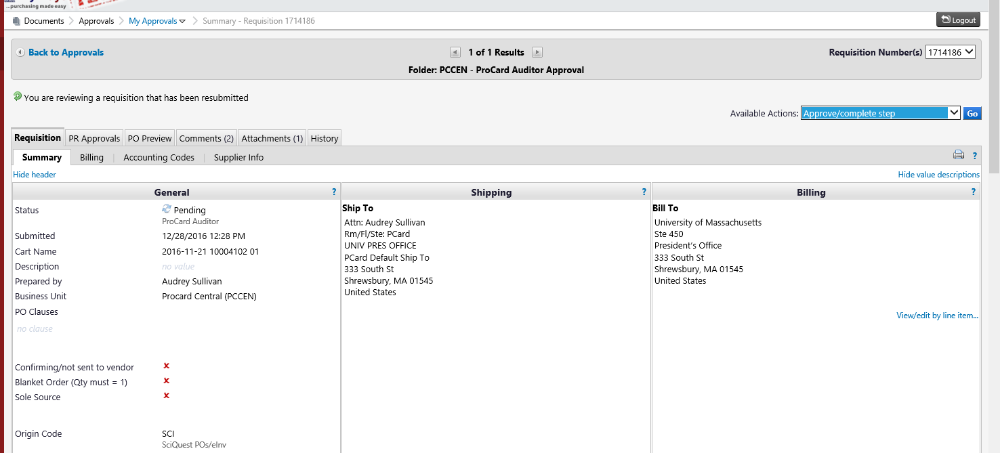 ...purchasing made easy
Documents Approvals My Approvals Summary - Requisition 1714186 Logout
Back to Approvals 1 of 1 Results Requisition Number(s) 1714186
Folder: PCCEN - ProCard Auditor Approval
You are reviewing a requisition that has been resubmitted
Available Actions: Approve/complete step Go
Requisition PR Approvals PO Preview Comments (2) Attachments (1) History
Summary Billing Accounting Codes Supplier Info ?
Hide header Hide value descriptions
General ? Shipping ? Billing ?
Status Pending
ProCard Auditor
Submitted 12/28/2016 12:28 PM
Cart Name 2016-11-21 10004102 01
Description no value
Prepared by Audrey Sullivan
Business Unit Procard Central (PCCEN)
PO Clauses
no clause
Confirming/not sent to vendor
Blanket Order (Qty must = 1)
Sole Source
Origin Code SCI
SciQuest POs/eInv
Ship To
Attn: Audrey Sullivan
Rm/Fl/Ste: PCard
UNIV PRES OFFICE
PCard Default Ship To
333 South St
Shrewsbury, MA 01545
United States
Bill To
University of Massachusetts
Ste 450
President's Office
333 South St
Shrewsbury, MA 01545
United States
View/edit by line item...